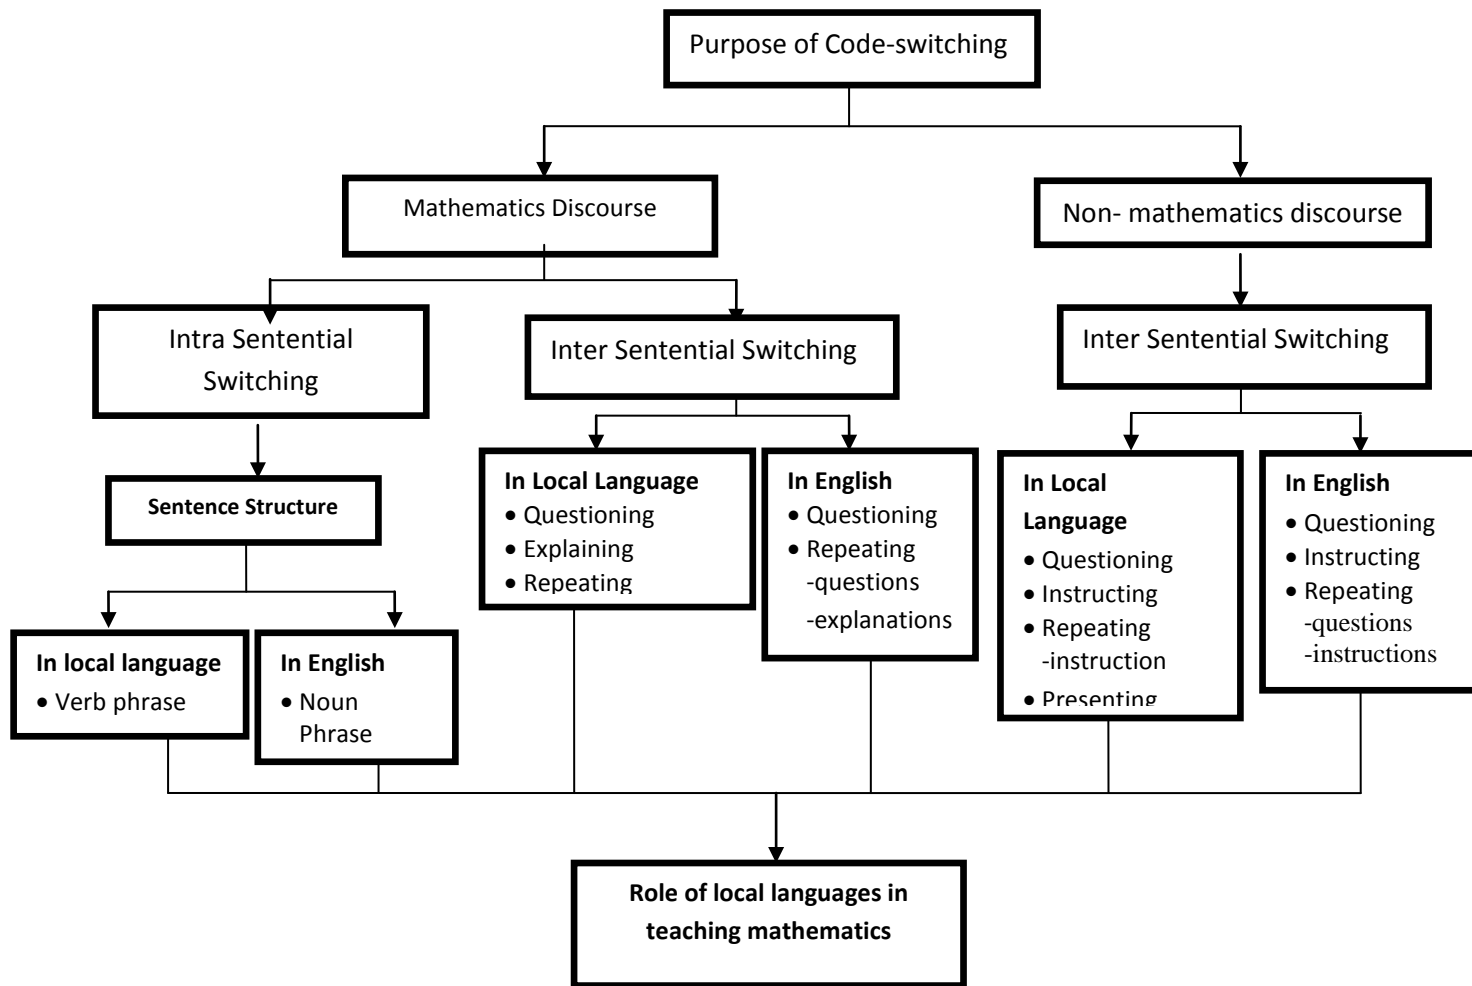 Purpose of Code-switching
Mathematics Discourse
Non- mathematics discourse
Intra Sentential
Switching
Inter Sentential Switching
Inter Sentential Switching
Sentence Structure
In Local Language
• Questioning
• Explaining
• Repeating
In English
• Questioning
• Repeating
-questions
-explanations
In Local
Language
• Questioning
• Instructing
• Repeating
-instruction
• Presenting
In English
• Questioning
• Instructing
• Repeating
-questions
-instructions
In local language
• Verb phrase
In English
• Noun
Phrase
Role of local languages in
teaching mathematics